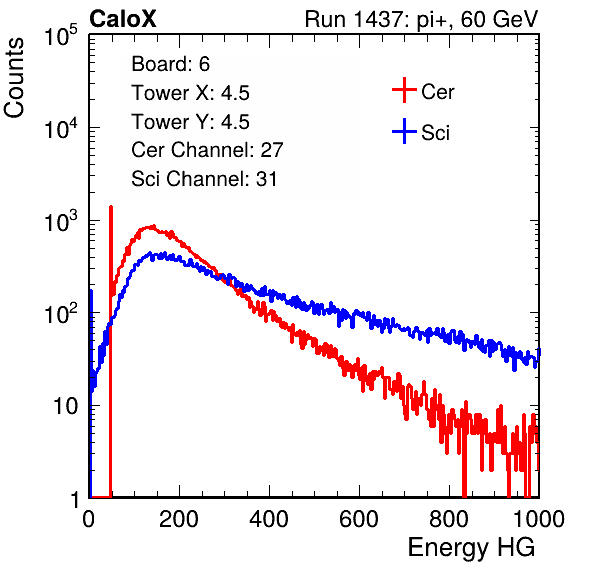 CaloX Run 1437: pi+, 60 GeV
Counts
Board: 6
Tower X: 4.5
Tower Y: 4.5
Cer Channel: 27
Sci Channel: 31
Cer
Sci
10^5
10^4
10^3
10^2
10
1
0 200 400 600 800 1000
Energy HG